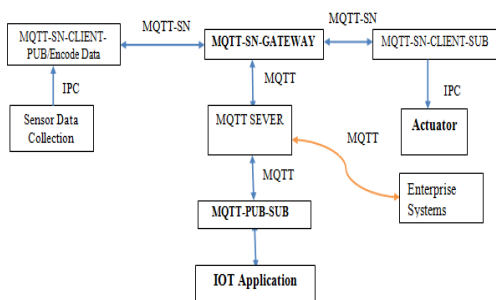 MQTT-SN-CLIENT-
PUB/Encode Data
MQTT-SN
MQTT-SN-GATEWAY
MQTT-SN
MQTT-SN-CLIENT-SUB
IPC
MQTT
IPC
Sensor Data
Collection
MQTT SEVER
Actuator
MQTT
MQTT
Enterprise
Systems
MQTT-PUB-SUB
IOT Application